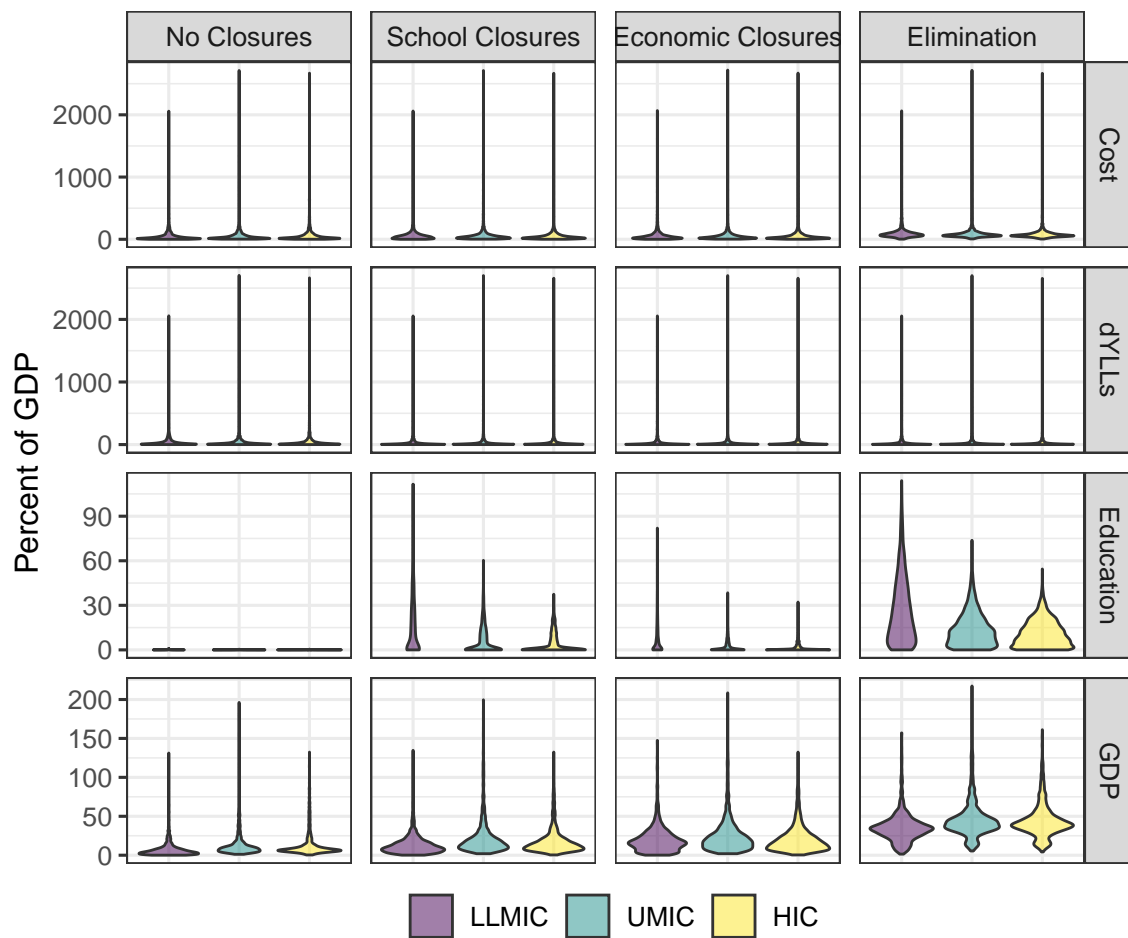 No Closures School Closures Economic Closures Elimination
2000
1000
0
Cost
2000
1000
0
dYLLs
90
60
30
0
Education
200
150
100
50
0
GDP
Percent of GDP
LLMIC UMIC HIC